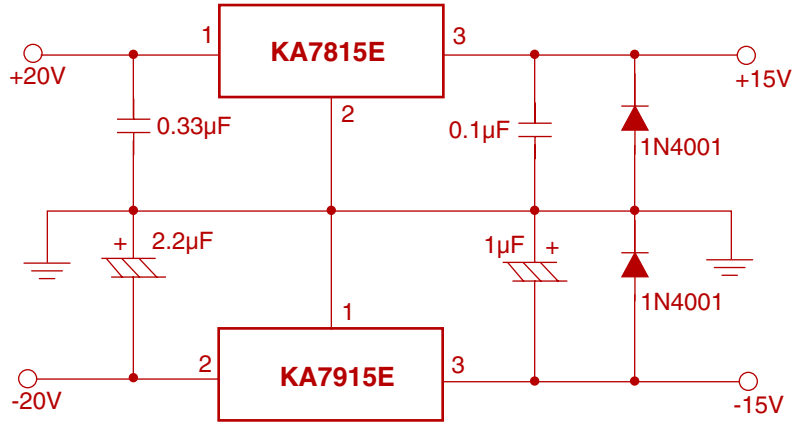 1
KA7815E
3
+20V
+15V
2
0.33µF
0.1µF
1N4001
+
2.2µF
1µF
+
1N4001
1
2
KA7915E
3
-20V
-15V